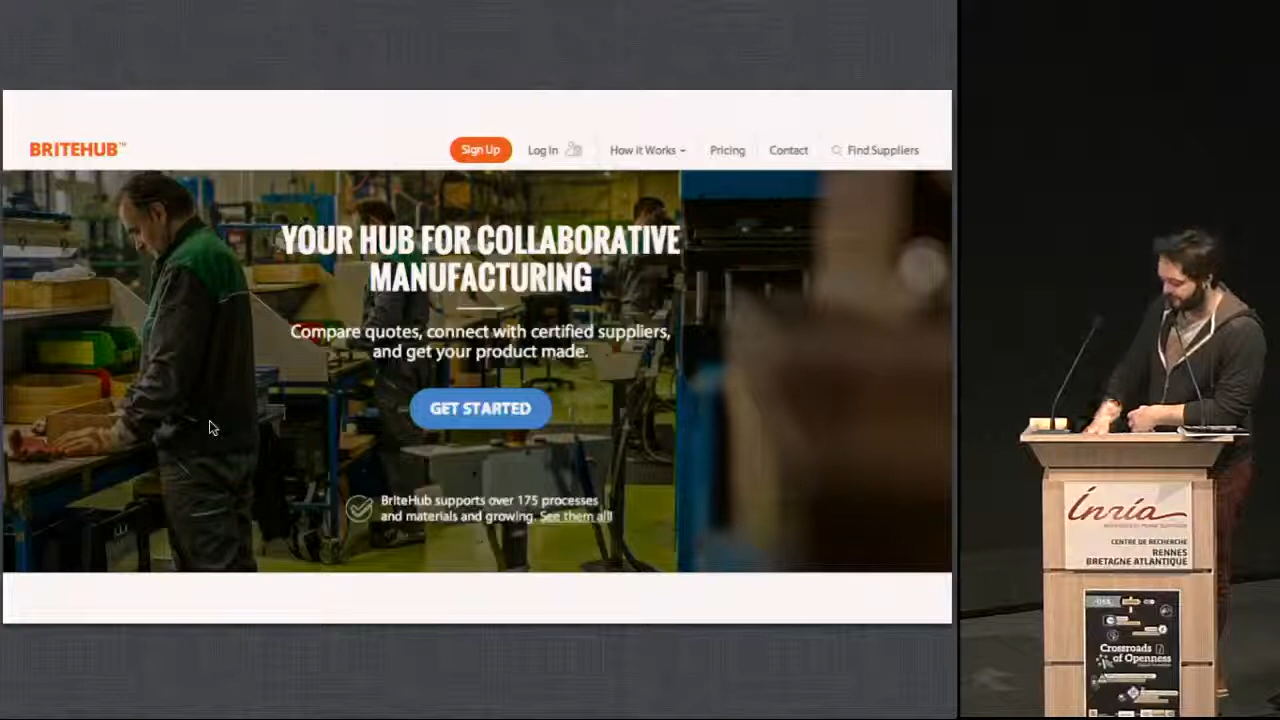 BRITEHUB™
Sign Up
Log In
How it Works
Pricing
Contact
Find Suppliers
YOUR HUB FOR COLLABORATIVE
MANUFACTURING
Compare quotes, connect with certified suppliers,
and get your product made.
GET STARTED
BriteHub supports over 175 processes
and materials and growing. See them all!
Inria
CENTRE DE RECHERCHE
RENNES
BRETAGNE ATLANTIQUE
Crossroads
of Openness